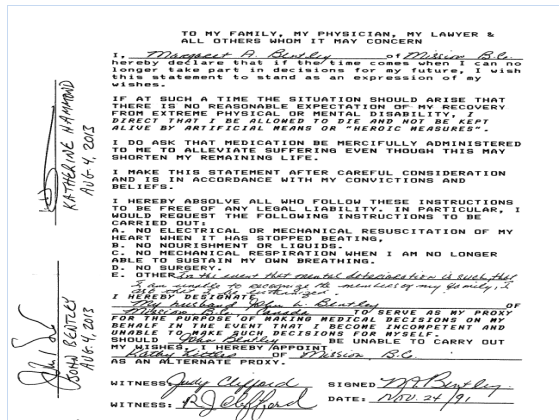 TO MY FAMILY, MY PHYSICIAN, MY LAWYER &
ALL OTHERS WHOM IT MAY CONCERN
I, Margaret A. Bentley of Mission B.C.
hereby declare that if the time comes when I can no
longer take part in decisions for my future, I wish
this statement to stand as an expression of my
wishes.
IF AT SUCH A TIME THE SITUATION SHOULD ARISE THAT
THERE IS NO REASONABLE EXPECTATION OF MY RECOVERY
FROM EXTREME PHYSICAL OR MENTAL DISABILITY, I
DIRECT THAT I BE ALLOWED TO DIE AND NOT BE KEPT
ALIVE BY ARTIFICIAL MEANS OR "HEROIC MEASURES".
I DO ASK THAT MEDICATION BE MERCIFULLY ADMINISTERED
TO ME TO ALLEVIATE SUFFERING EVEN THOUGH THIS MAY
SHORTEN MY REMAINING LIFE.
I MAKE THIS STATEMENT AFTER CAREFUL CONSIDERATION
AND IS IN ACCORDANCE WITH MY CONVICTIONS AND
BELIEFS.
I HEREBY ABSOLVE ALL WHO FOLLOW THESE INSTRUCTIONS
TO BE FREE OF ANY LEGAL LIABILITY. IN PARTICULAR, I
WOULD REQUEST THE FOLLOWING INSTRUCTIONS TO BE
CARRIED OUT:
A. NO ELECTRICAL OR MECHANICAL RESUSCITATION OF MY
HEART WHEN IT HAS STOPPED BEATING.
B. NO NOURISHMENT OR LIQUIDS.
C. NO MECHANICAL RESPIRATION WHEN I AM NO LONGER
ABLE TO SUSTAIN MY OWN BREATHING.
D. NO SURGERY.
E. OTHER In the event that mental deterioration is such that
I am unable to recognize the members of my family, I
ask that I be euthanized.
I HEREBY DESIGNATE
My husband John C. Bentley OF
Mission B.C. Canada TO SERVE AS MY PROXY
FOR THE PURPOSE OF MAKING MEDICAL DECISIONS ON MY
BEHALF IN THE EVENT THAT I BECOME INCOMPETENT AND
UNABLE TO MAKE SUCH DECISIONS FOR MYSELF.
SHOULD John Bentley BE UNABLE TO CARRY OUT
MY WISHES, I HEREBY APPOINT
Kathy OF Mission, B.C.
AS AN ALTERNATE PROXY.
WITNESS: Judy Clifford SIGNED M.A. Bentley
WITNESS: R J Clifford DATE: Nov. 24/91
KATHERINE HAMMOND
AUG. 4, 2013
JOHN BENTLEY
AUG. 4, 2013